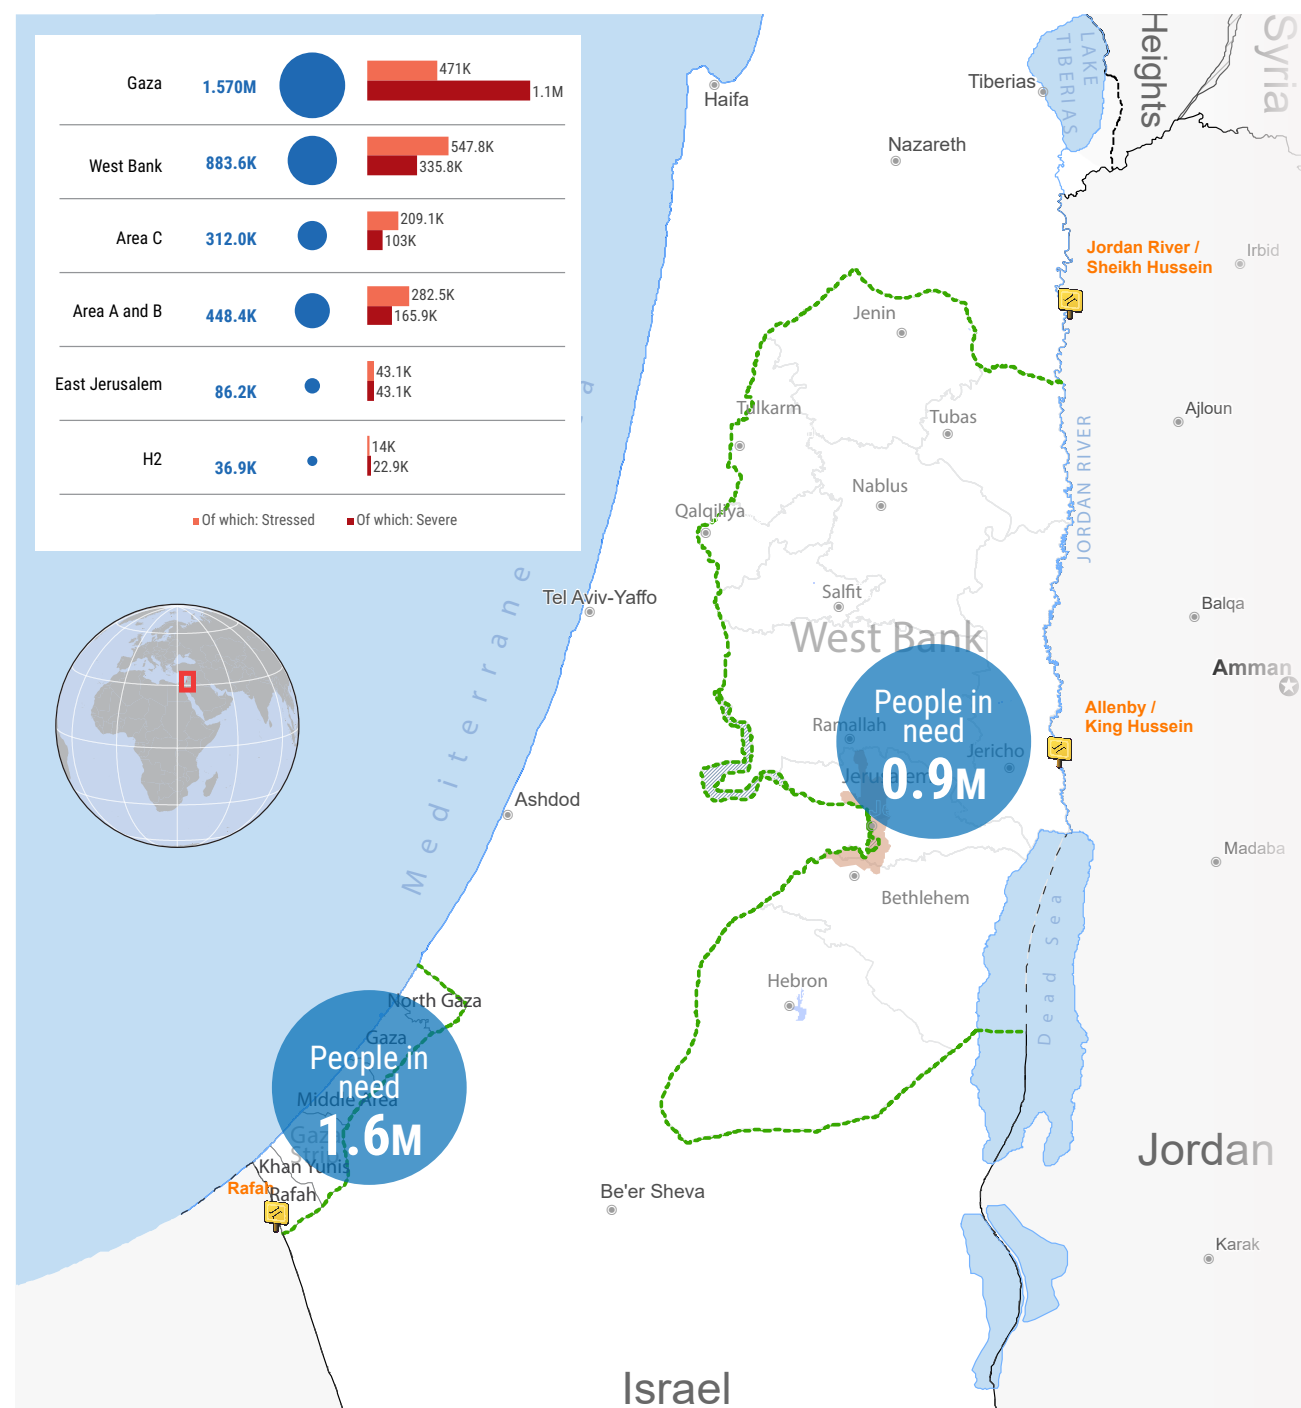 Gaza
1.570M
471K
1.1M
West Bank
883.6K
547.8K
335.8K
Area C
312.0K
209.1K
103K
Area A and B
448.4K
282.5K
165.9K
East Jerusalem
86.2K
43.1K
43.1K
H2
36.9K
14K
22.9K
Of which: Stressed
Of which: Severe
Haifa
Tiberias
LAKE
TIBERIAS
Heights
Syria
Nazareth
Jordan River /
Sheikh Hussein
Irbid
Jenin
Tulkarm
Tubas
Ajloun
JORDAN RIVER
Nablus
Qalqiliya
Tel Aviv-Yaffo
Salfit
Balqa
West Bank
Amman
People in
need
0.9M
Ramallah
Jericho
Jerusalem
Allenby /
King Hussein
Mediterrane
a
Ashdod
Madaba
Bethlehem
Dead Sea
Hebron
North Gaza
Gaza
People in
need
1.6M
Middle Area
Gaza
Strip
Khan Yunis
Rafah
Rafah
Be'er Sheva
Jordan
Karak
Israel